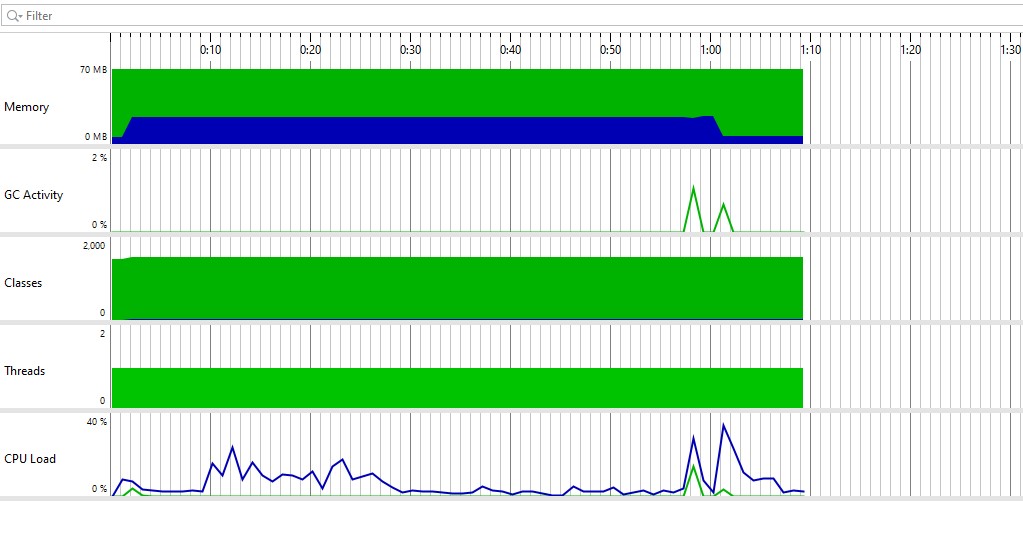 Filter
0:10 0:20 0:30 0:40 0:50 1:00 1:10 1:20 1:30
70 MB
Memory
0 MB
2 %
GC Activity
0 %
2,000
Classes
0
2
Threads
0
40 %
CPU Load
0 %